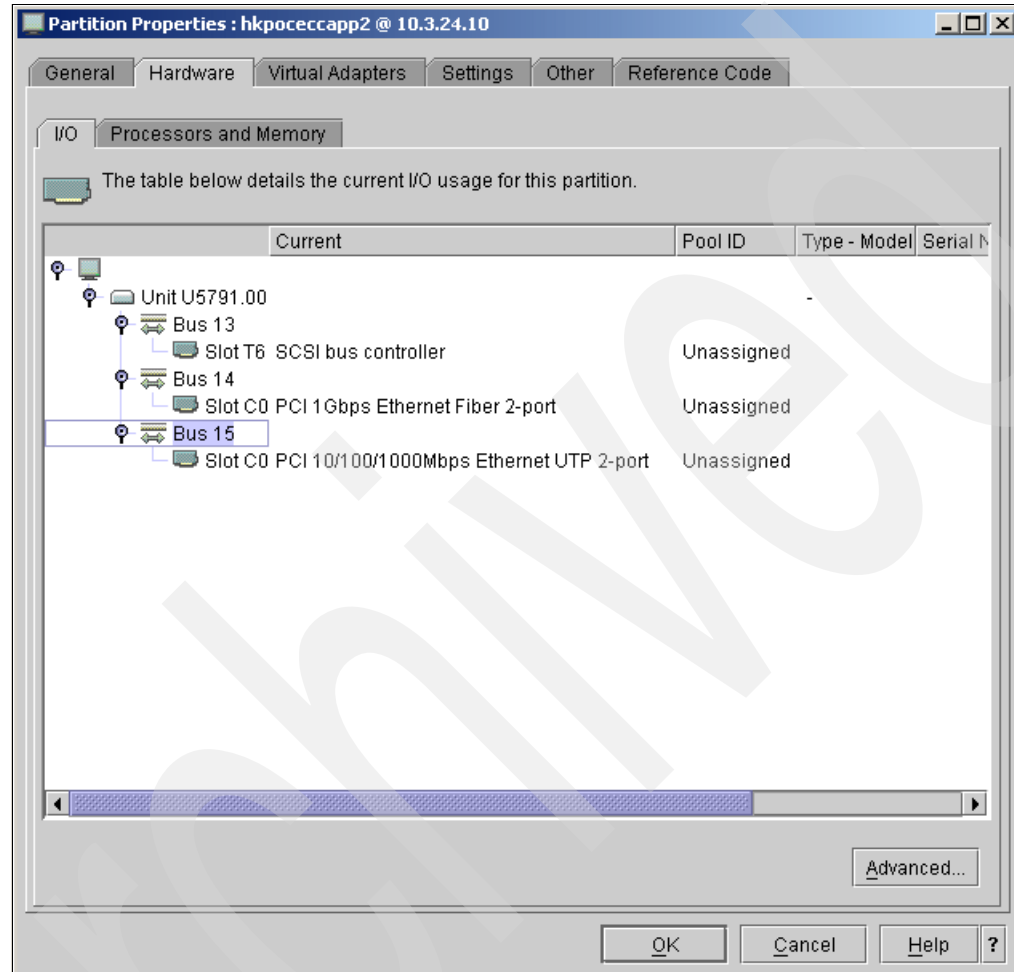 Partition Properties : hkpoceccapp2 @ 10.3.24.10
General Hardware Virtual Adapters Settings Other Reference Code
I/O Processors and Memory
The table below details the current I/O usage for this partition.
Current Pool ID Type - Model Serial N
Unit U5791.00 -
Bus 13
Slot T6 SCSI bus controller Unassigned
Bus 14
Slot C0 PCI 1Gbps Ethernet Fiber 2-port Unassigned
Bus 15
Slot C0 PCI 10/100/1000Mbps Ethernet UTP 2-port Unassigned
Advanced...
OK Cancel Help ?